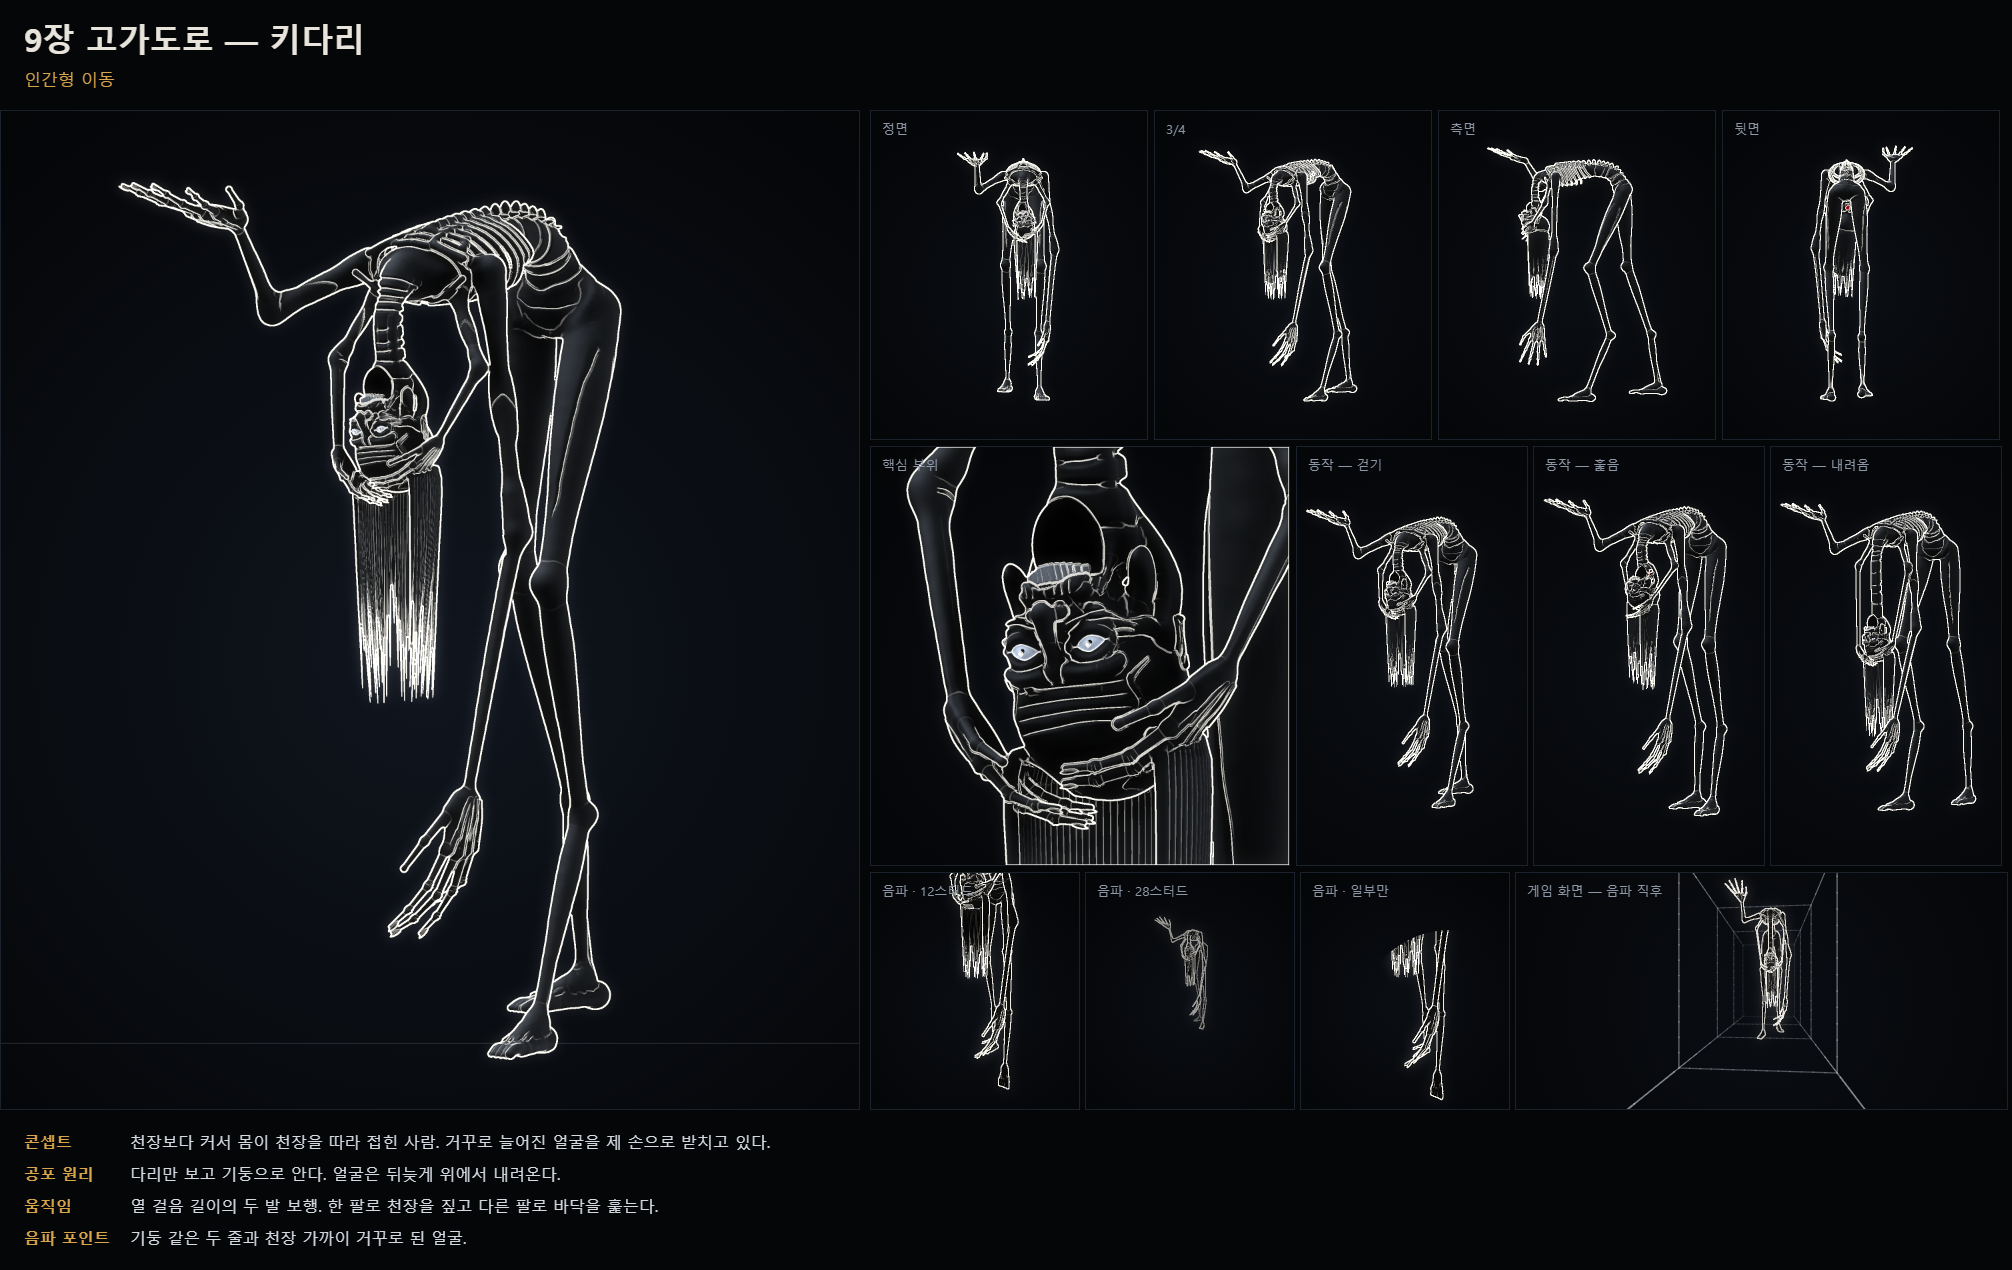 9장 고가도로 — 키다리
인간형 이동
정면
3/4
측면
뒷면
핵심 부위
동작 — 걷기
동작 — 훑음
동작 — 내려옴
음파 · 12스터드
음파 · 28스터드
음파 · 일부만
게임 화면 — 음파 직후
콘셉트 천장보다 커서 몸이 천장을 따라 접힌 사람. 거꾸로 늘어진 얼굴을 제 손으로 받치고 있다.
공포 원리 다리만 보고 기둥으로 안다. 얼굴은 뒤늦게 위에서 내려온다.
움직임 열 걸음 길이의 두 발 보행. 한 팔로 천장을 짚고 다른 팔로 바닥을 훑는다.
음파 포인트 기둥 같은 두 줄과 천장 가까이 거꾸로 된 얼굴.